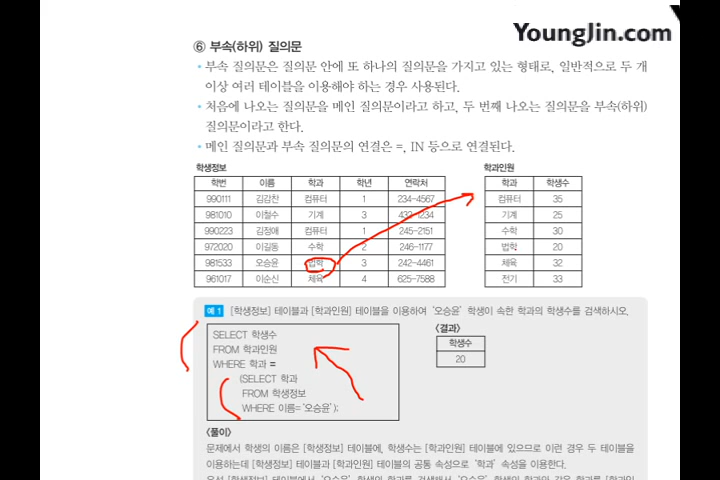 YoungJin.com
⑥ 부속(하위) 질의문
• 부속 질의문은 질의문 안에 또 하나의 질의문을 가지고 있는 형태로, 일반적으로 두 개
이상 여러 테이블을 이용해야 하는 경우 사용된다.
• 처음에 나오는 질의문을 메인 질의문이라고 하고, 두 번째 나오는 질의문을 부속(하위)
질의문이라고 한다.
• 메인 질의문과 부속 질의문의 연결은 =, IN 등으로 연결된다.
학생정보 학과인원
학번 이름 학과 학년 연락처 학과 학생수
990111 김감찬 컴퓨터 1 234-4567 컴퓨터 35
981010 이철수 기계 3 432-1234 기계 25
990223 김정애 컴퓨터 1 245-2151 수학 30
972020 이길동 수학 2 246-1177 법학 20
981533 오승윤 법학 3 242-4461 체육 32
961017 이순신 체육 4 625-7588 전기 33
예 1 [학생정보] 테이블과 [학과인원] 테이블을 이용하여 '오승윤' 학생이 속한 학과의 학생수를 검색하시오.
SELECT 학생수
FROM 학과인원
WHERE 학과 =
(SELECT 학과
FROM 학생정보
WHERE 이름= '오승윤' );
<결과>
학생수
20
<풀이>
문제에서 학생의 이름은 [학생정보] 테이블에, 학생수는 [학과인원] 테이블에 있으므로 이런 경우 두 테이블을
이용하는데 [학생정보] 테이블과 [학과인원] 테이블의 공통 속성으로 '학과' 속성을 이용한다.